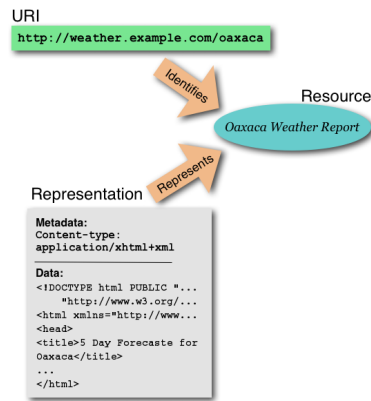 URI
http://weather.example.com/oaxaca
Identifies
Resource
Oaxaca Weather Report
Represents
Representation
Metadata:
Content-type:
application/xhtml+xml
Data:
<!DOCTYPE html PUBLIC "...
"http://www.w3.org/...
<html xmlns="http://www...
<head>
<title>5 Day Forecaste for
Oaxaca</title>
...
</html>